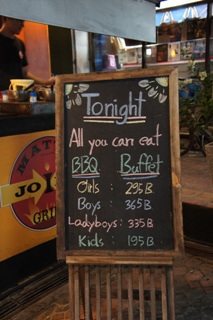 Tonight
All you can eat
BBQ Buffet
Girls : 295 B
Boys : 365 B
Ladyboys : 335 B
Kids : 195 B